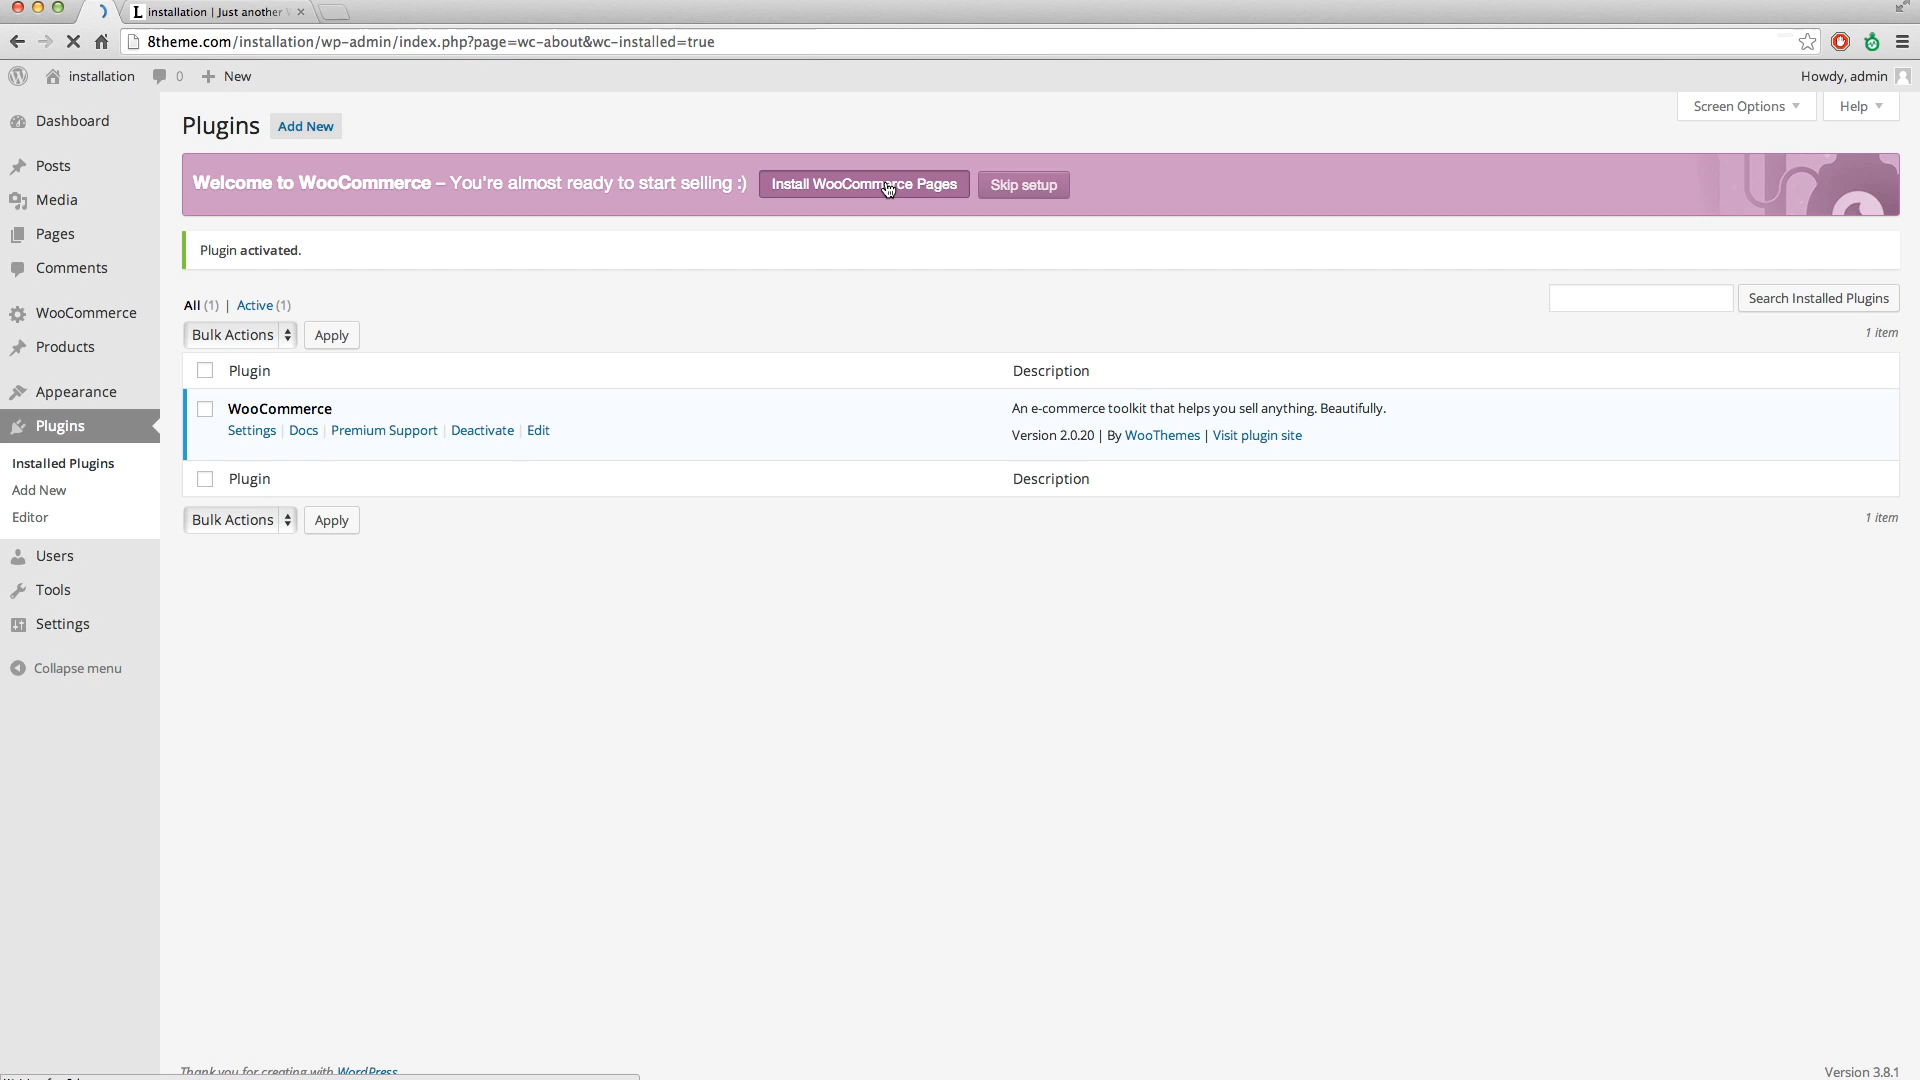 installation | Just another
8theme.com/installation/wp-admin/index.php?page=wc-about&wc-installed=true
installation 0 New
Howdy, admin
Screen Options
Help
Dashboard
Posts
Media
Pages
Comments
WooCommerce
Products
Appearance
Plugins
Installed Plugins
Add New
Editor
Users
Tools
Settings
Collapse menu
Plugins Add New
Welcome to WooCommerce – You're almost ready to start selling :) Install WooCommerce Pages Skip setup
Plugin activated.
All (1) | Active (1)
Search Installed Plugins
Bulk Actions Apply
1 item
Plugin Description
WooCommerce An e-commerce toolkit that helps you sell anything. Beautifully.
Settings | Docs | Premium Support | Deactivate | Edit
Version 2.0.20 | By WooThemes | Visit plugin site
Plugin Description
Bulk Actions Apply
1 item
Thank you for creating with WordPress
Version 3.8.1